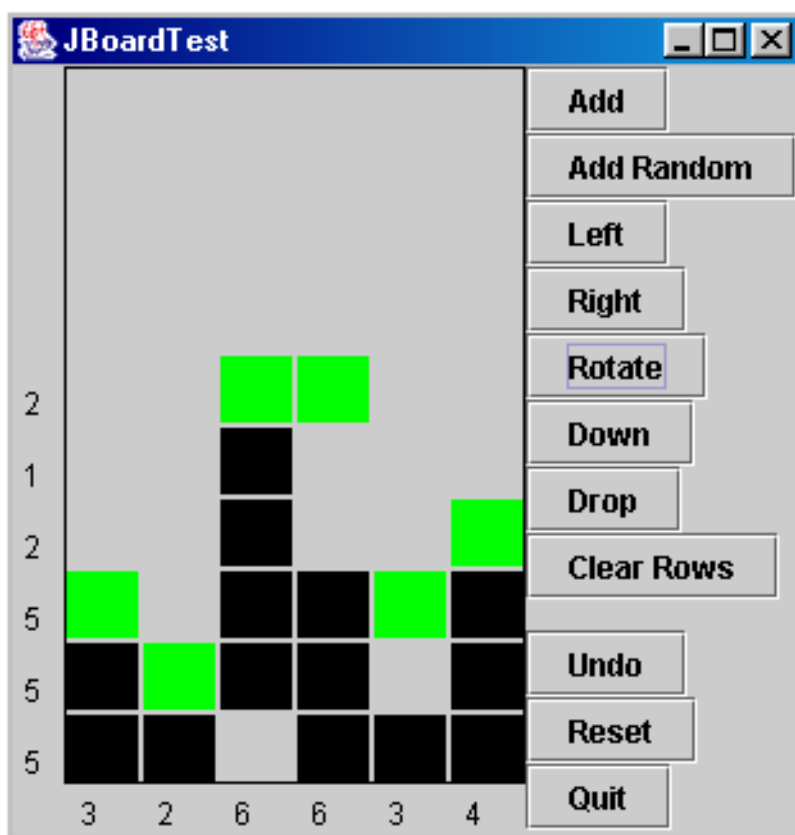 JBoardTest
Add
Add Random
Left
Right
Rotate
Down
Drop
Clear Rows
Undo
Reset
Quit
2
1
2
5
5
5
3 2 6 6 3 4